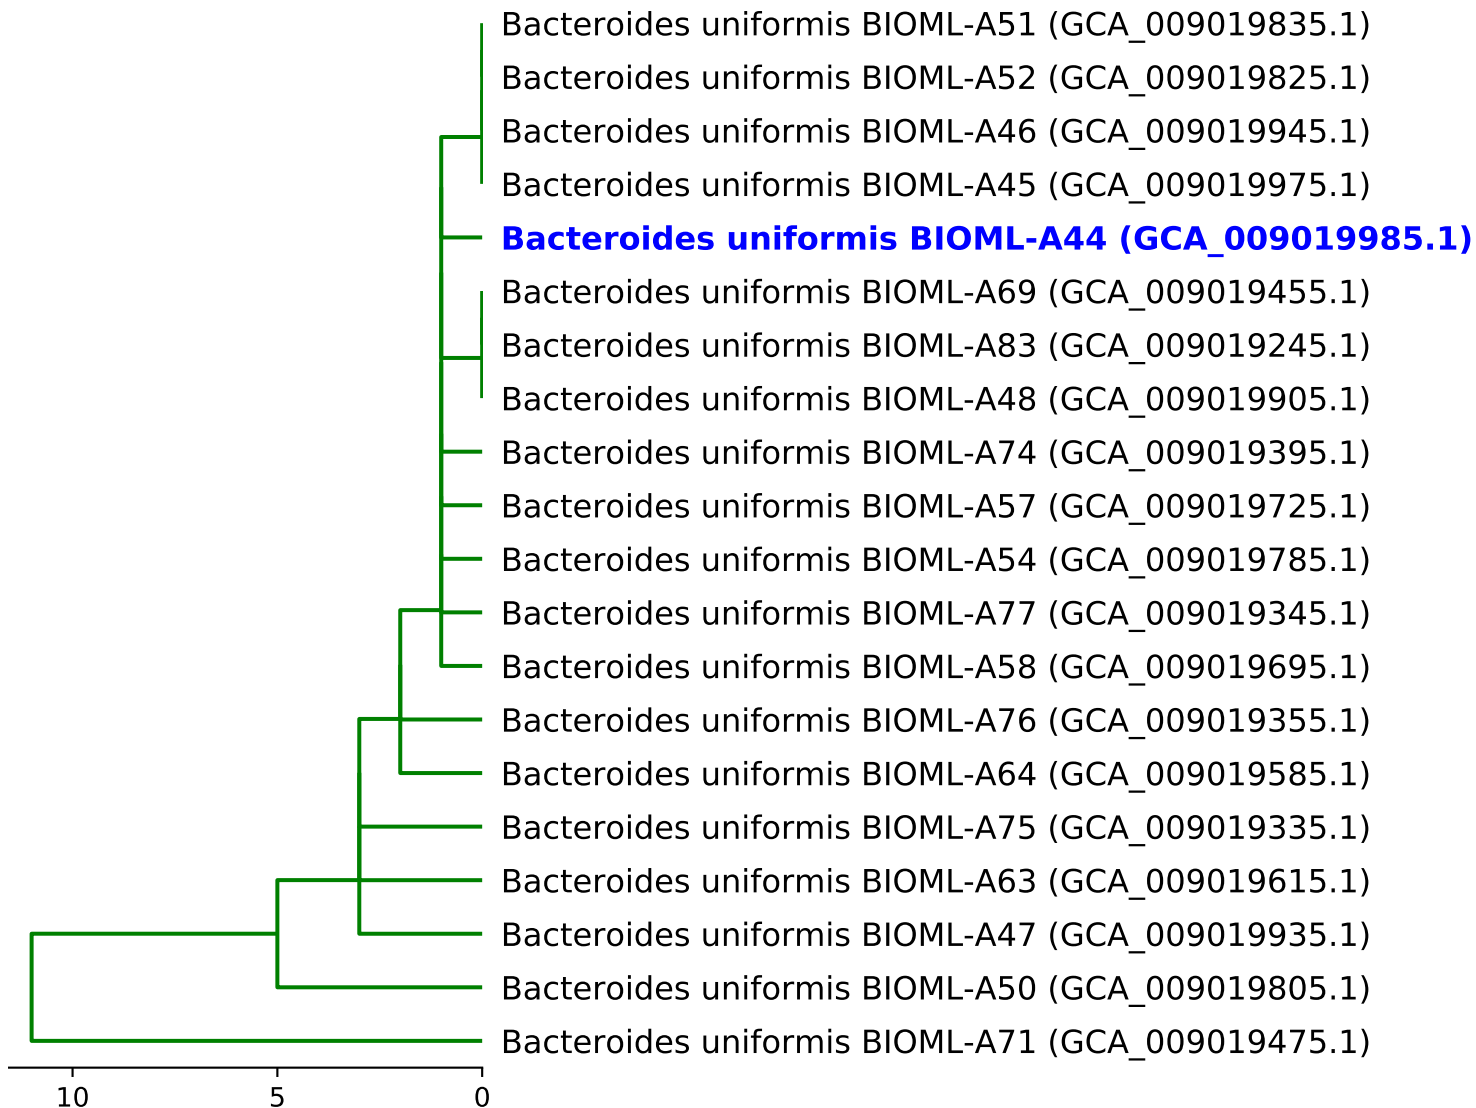 Bacteroides uniformis BIOML-A51 (GCA_009019835.1)
Bacteroides uniformis BIOML-A52 (GCA_009019825.1)
Bacteroides uniformis BIOML-A46 (GCA_009019945.1)
Bacteroides uniformis BIOML-A45 (GCA_009019975.1)
Bacteroides uniformis BIOML-A44 (GCA_009019985.1)
Bacteroides uniformis BIOML-A69 (GCA_009019455.1)
Bacteroides uniformis BIOML-A83 (GCA_009019245.1)
Bacteroides uniformis BIOML-A48 (GCA_009019905.1)
Bacteroides uniformis BIOML-A74 (GCA_009019395.1)
Bacteroides uniformis BIOML-A57 (GCA_009019725.1)
Bacteroides uniformis BIOML-A54 (GCA_009019785.1)
Bacteroides uniformis BIOML-A77 (GCA_009019345.1)
Bacteroides uniformis BIOML-A58 (GCA_009019695.1)
Bacteroides uniformis BIOML-A76 (GCA_009019355.1)
Bacteroides uniformis BIOML-A64 (GCA_009019585.1)
Bacteroides uniformis BIOML-A75 (GCA_009019335.1)
Bacteroides uniformis BIOML-A63 (GCA_009019615.1)
Bacteroides uniformis BIOML-A47 (GCA_009019935.1)
Bacteroides uniformis BIOML-A50 (GCA_009019805.1)
Bacteroides uniformis BIOML-A71 (GCA_009019475.1)
10 5 0